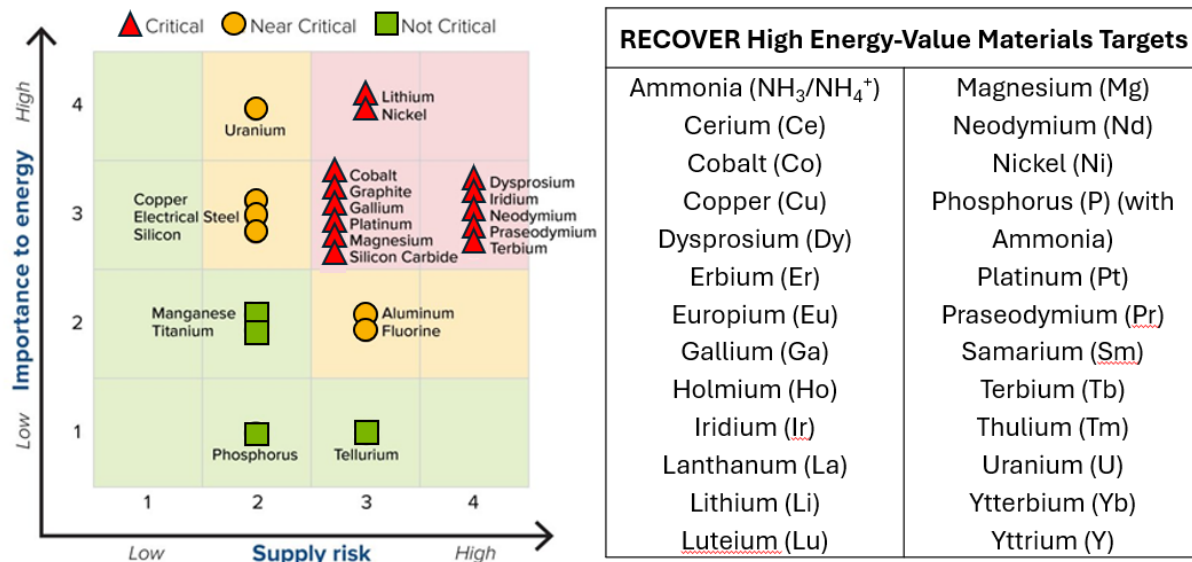 Critical Near Critical Not Critical
High
Importance to energy
Low
4
3
2
1
Lithium
Nickel
Uranium
Cobalt
Graphite
Gallium
Platinum
Magnesium
Silicon Carbide
Dysprosium
Iridium
Neodymium
Praseodymium
Terbium
Copper
Electrical Steel
Silicon
Manganese
Titanium
Aluminum
Fluorine
Phosphorus
Tellurium
1 2 3 4
Low Supply risk High
RECOVER High Energy-Value Materials Targets
Ammonia (NH₃/NH₄⁺)
Cerium (Ce)
Cobalt (Co)
Copper (Cu)
Dysprosium (Dy)
Erbium (Er)
Europium (Eu)
Gallium (Ga)
Holmium (Ho)
Iridium (Ir)
Lanthanum (La)
Lithium (Li)
Luteium (Lu)
Magnesium (Mg)
Neodymium (Nd)
Nickel (Ni)
Phosphorus (P) (with
Ammonia)
Platinum (Pt)
Praseodymium (Pr)
Samarium (Sm)
Terbium (Tb)
Thulium (Tm)
Uranium (U)
Ytterbium (Yb)
Yttrium (Y)